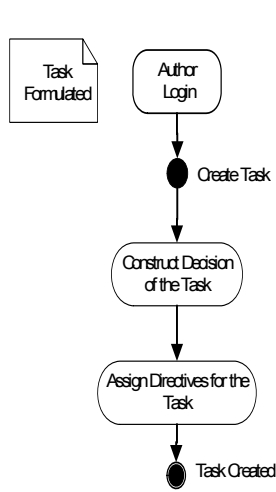 Task
Formulated
Author
Login
Create Task
Construct Decision
of the Task
Assign Directives for the
Task
Task Created